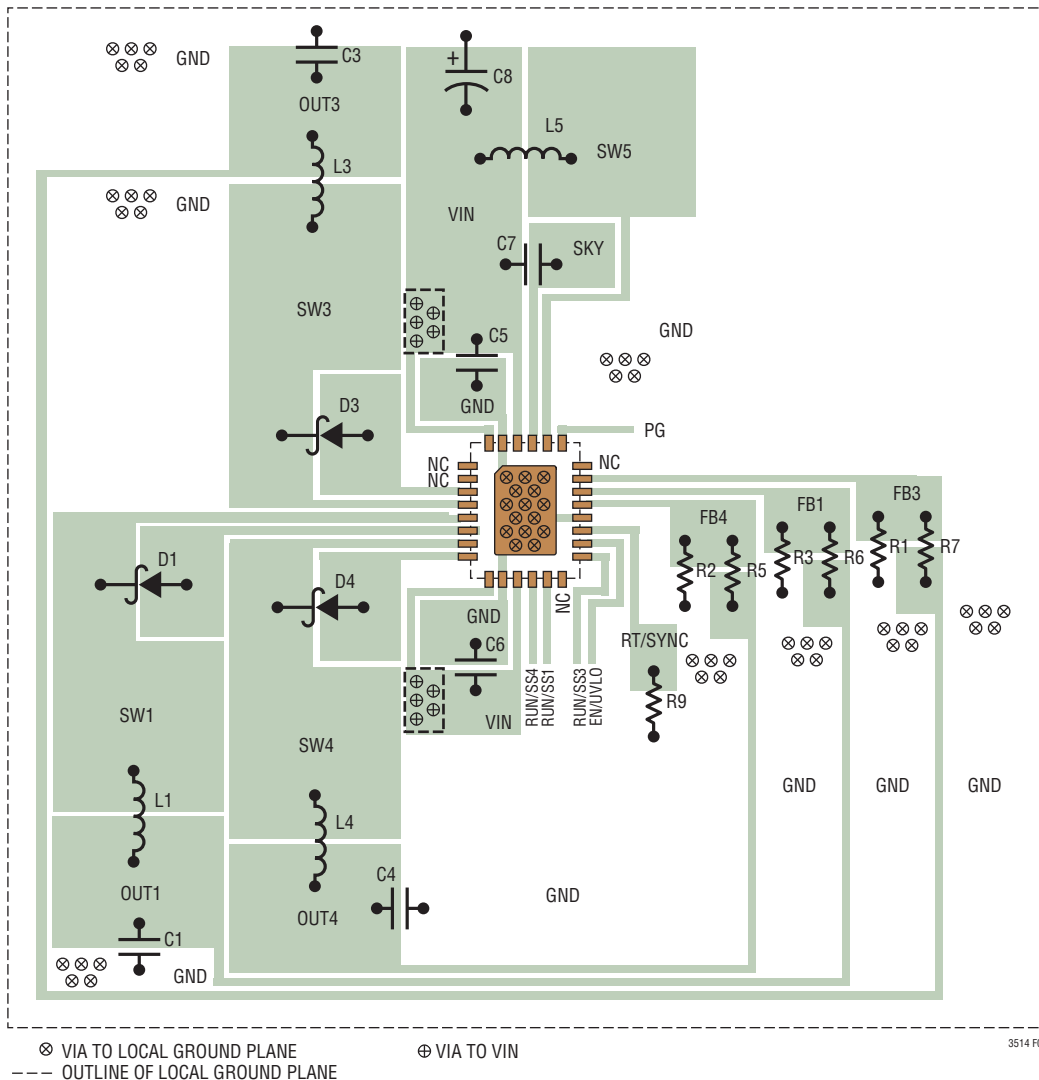 GND
C3
+
C8
OUT3
L5
SW5
L3
GND
VIN
C7
SKY
SW3
GND
C5
GND
D3
PG
NC
NC
NC
FB4
FB1
FB3
D1
D4
R2
R5
R3
R6
R1
R7
GND
NC
C6
RT/SYNC
RUN/SS4
RUN/SS1
RUN/SS3
EN/UVLO
R9
SW1
VIN
SW4
L1
GND
GND
GND
L4
OUT1
C4
GND
OUT4
C1
GND
VIA TO LOCAL GROUND PLANE
VIA TO VIN
OUTLINE OF LOCAL GROUND PLANE
3514